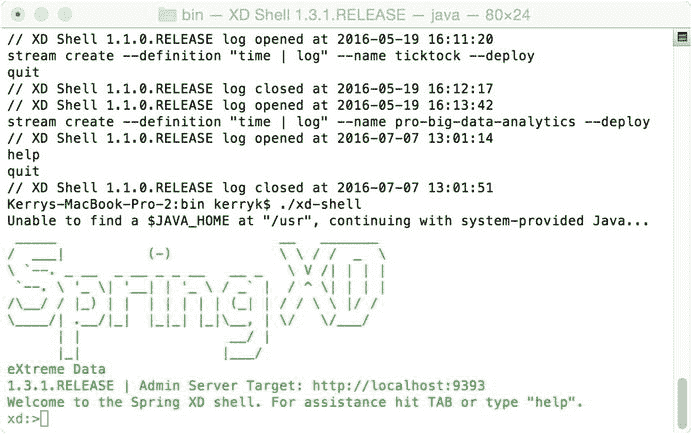 bin — XD Shell 1.3.1.RELEASE — java — 80×24
// XD Shell 1.1.0.RELEASE log opened at 2016-05-19 16:11:20
stream create --definition "time | log" --name ticktock --deploy
quit
// XD Shell 1.1.0.RELEASE log closed at 2016-05-19 16:12:17
// XD Shell 1.1.0.RELEASE log opened at 2016-05-19 16:13:42
stream create --definition "time | log" --name pro-big-data-analytics --deploy
// XD Shell 1.1.0.RELEASE log opened at 2016-07-07 13:01:14
help
quit
// XD Shell 1.1.0.RELEASE log closed at 2016-07-07 13:01:51
Kerrys-MacBook-Pro-2:bin kerryk$ ./xd-shell
Unable to find a $JAVA_HOME at "/usr", continuing with system-provided Java...
Spring XD
eXtreme Data
1.3.1.RELEASE | Admin Server Target: http://localhost:9393
Welcome to the Spring XD shell. For assistance hit TAB or type "help".
xd:>